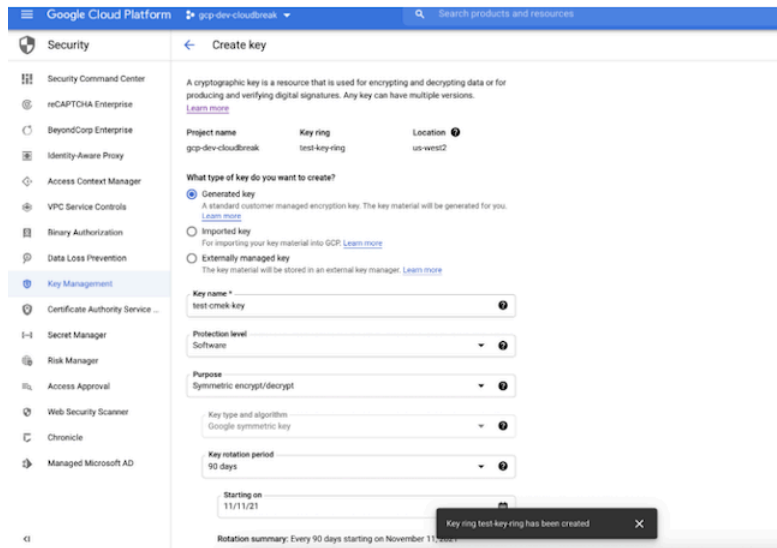 Google Cloud Platform
gcp-dev-cloudbreak
Search products and resources
Security
Create key
Security Command Center
reCAPTCHA Enterprise
BeyondCorp Enterprise
Identity-Aware Proxy
Access Context Manager
VPC Service Controls
Binary Authorization
Data Loss Prevention
Key Management
Certificate Authority Service ...
Secret Manager
Risk Manager
Access Approval
Web Security Scanner
Chronicle
Managed Microsoft AD
A cryptographic key is a resource that is used for encrypting and decrypting data or for
producing and verifying digital signatures. Any key can have multiple versions.
Learn more
Project name Key ring Location
gcp-dev-cloudbreak test-key-ring us-west2
What type of key do you want to create?
Generated key
A standard customer managed encryption key. The key material will be generated for you.
Learn more
Imported key
For importing your key material into GCP. Learn more
Externally managed key
The key material will be stored in an external key manager. Learn more
Key name *
test-cmek-key
Protection level
Software
Purpose
Symmetric encrypt/decrypt
Key type and algorithm
Google symmetric key
Key rotation period
90 days
Starting on
11/11/21
Rotation summary: Every 90 days starting on November 11, 2021
Key ring test-key-ring has been created